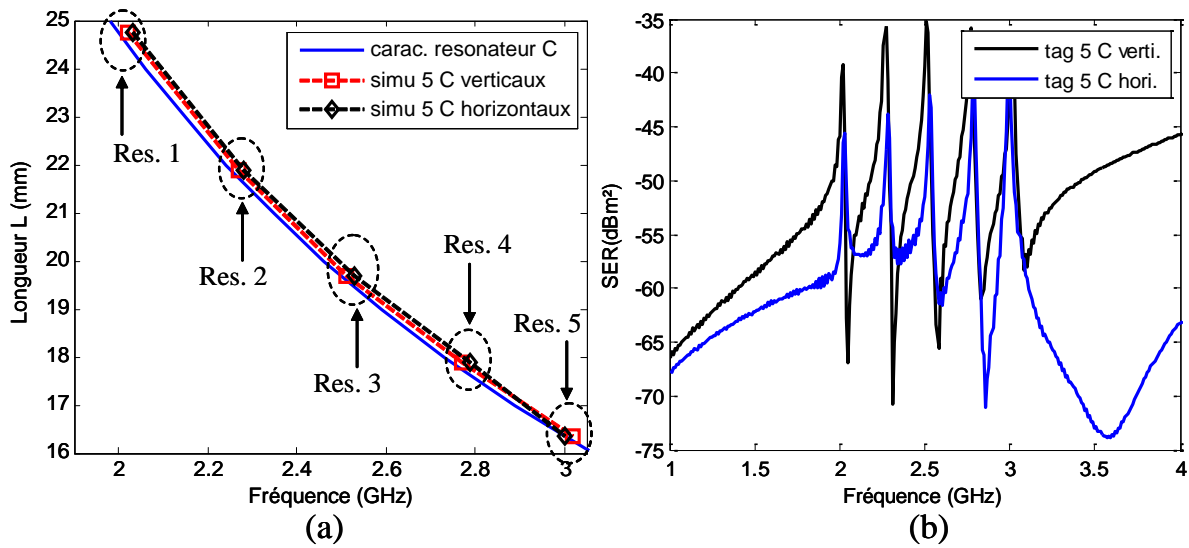 25
24
23
22
21
20
19
18
17
16
Longueur L (mm)
2
2.2
2.4
2.6
2.8
3
Fréquence (GHz)
carac. resonateur C
simu 5 C verticaux
simu 5 C horizontaux
Res. 1
Res. 2
Res. 3
Res. 4
Res. 5
(a)
-35
-40
-45
-50
-55
-60
-65
-70
-75
SER(dBm²)
1
1.5
2
2.5
3
3.5
4
Fréquence (GHz)
tag 5 C verti.
tag 5 C hori.
(b)